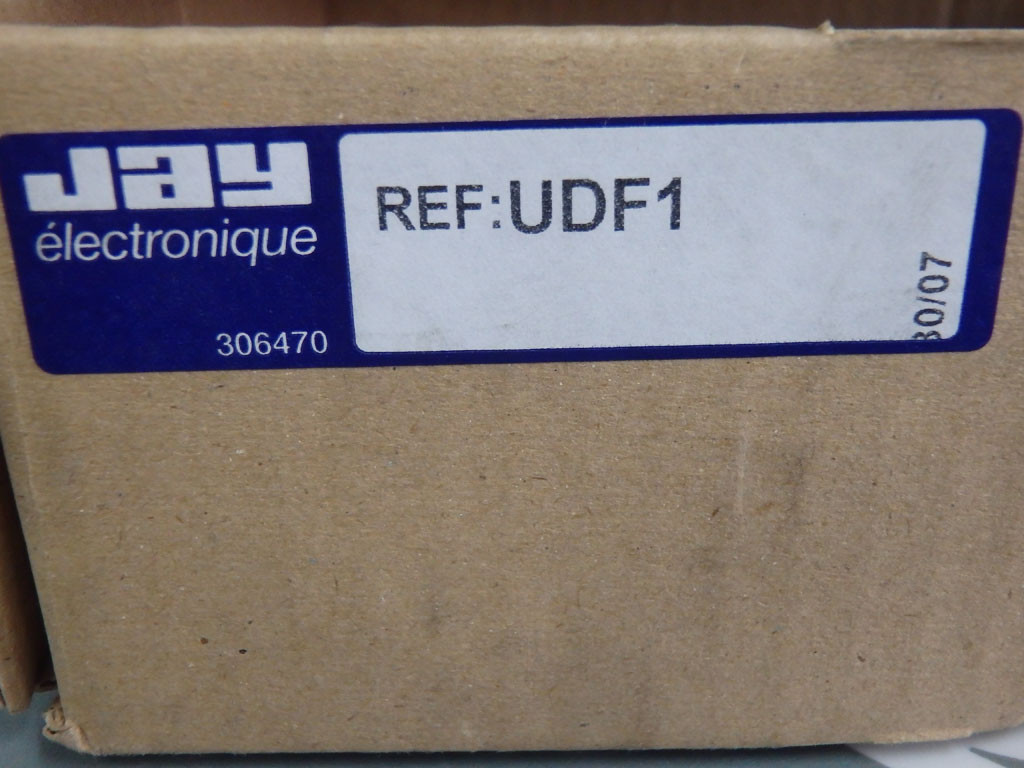 Jay
électronique
306470
REF:UDF1
30/07